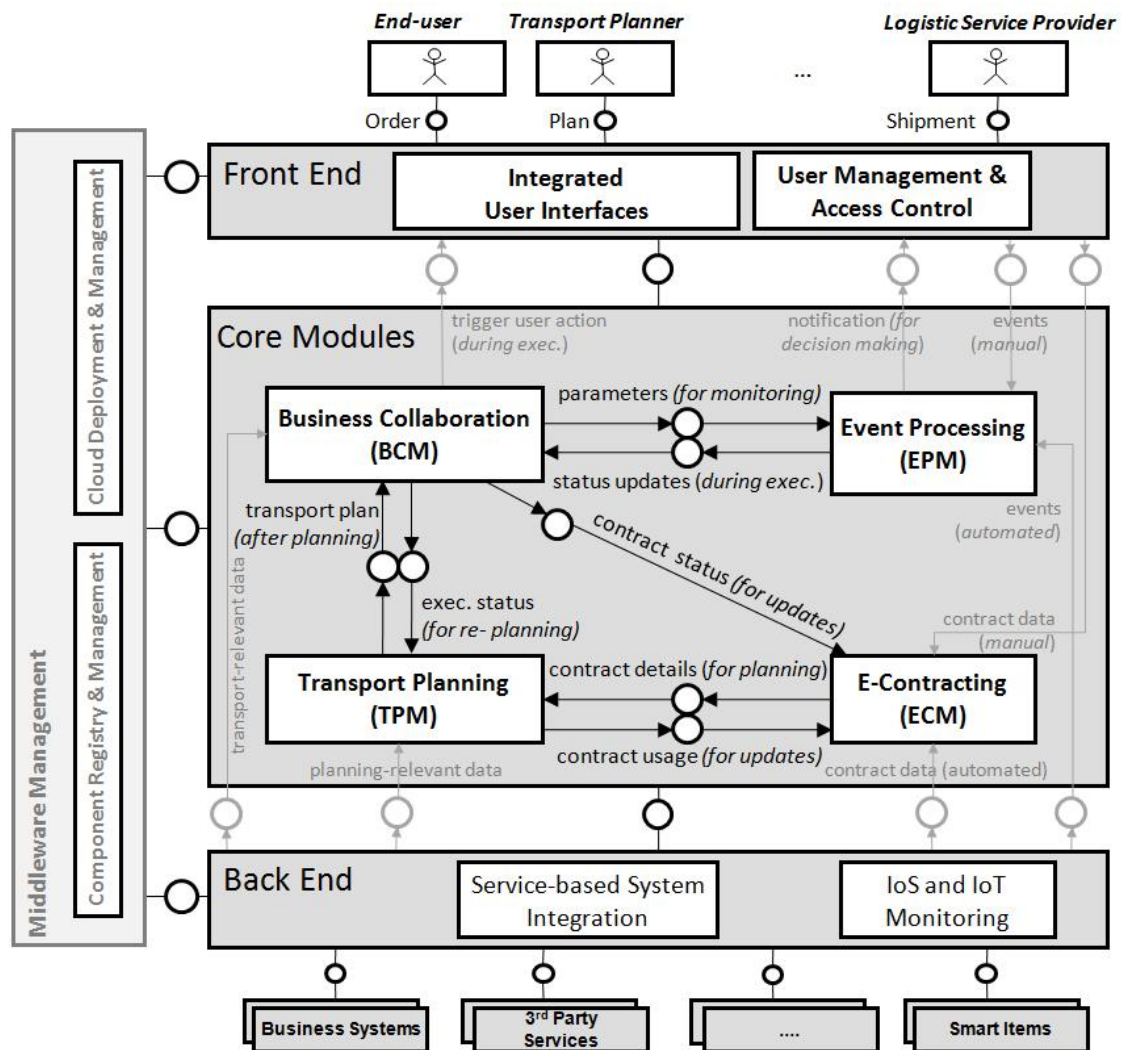 End-user
Transport Planner
Logistic Service Provider
...
Order
Plan
Shipment
Front End
Integrated
User Interfaces
User Management &
Access Control
Middleware Management
Cloud Deployment & Management
Component Registry & Management
Core Modules
trigger user action
(during exec.)
notification (for
decision making)
events
(manual)
Business Collaboration
(BCM)
parameters (for monitoring)
status updates (during exec.)
Event Processing
(EPM)
transport plan
(after planning)
exec. status
(for re- planning)
contract status (for updates)
events
(automated)
contract data
(manual)
transport-relevant data
Transport Planning
(TPM)
contract details (for planning)
contract usage (for updates)
E-Contracting
(ECM)
planning-relevant data
contract data (automated)
Back End
Service-based System
Integration
IoS and IoT
Monitoring
Business Systems
3rd Party
Services
....
Smart Items